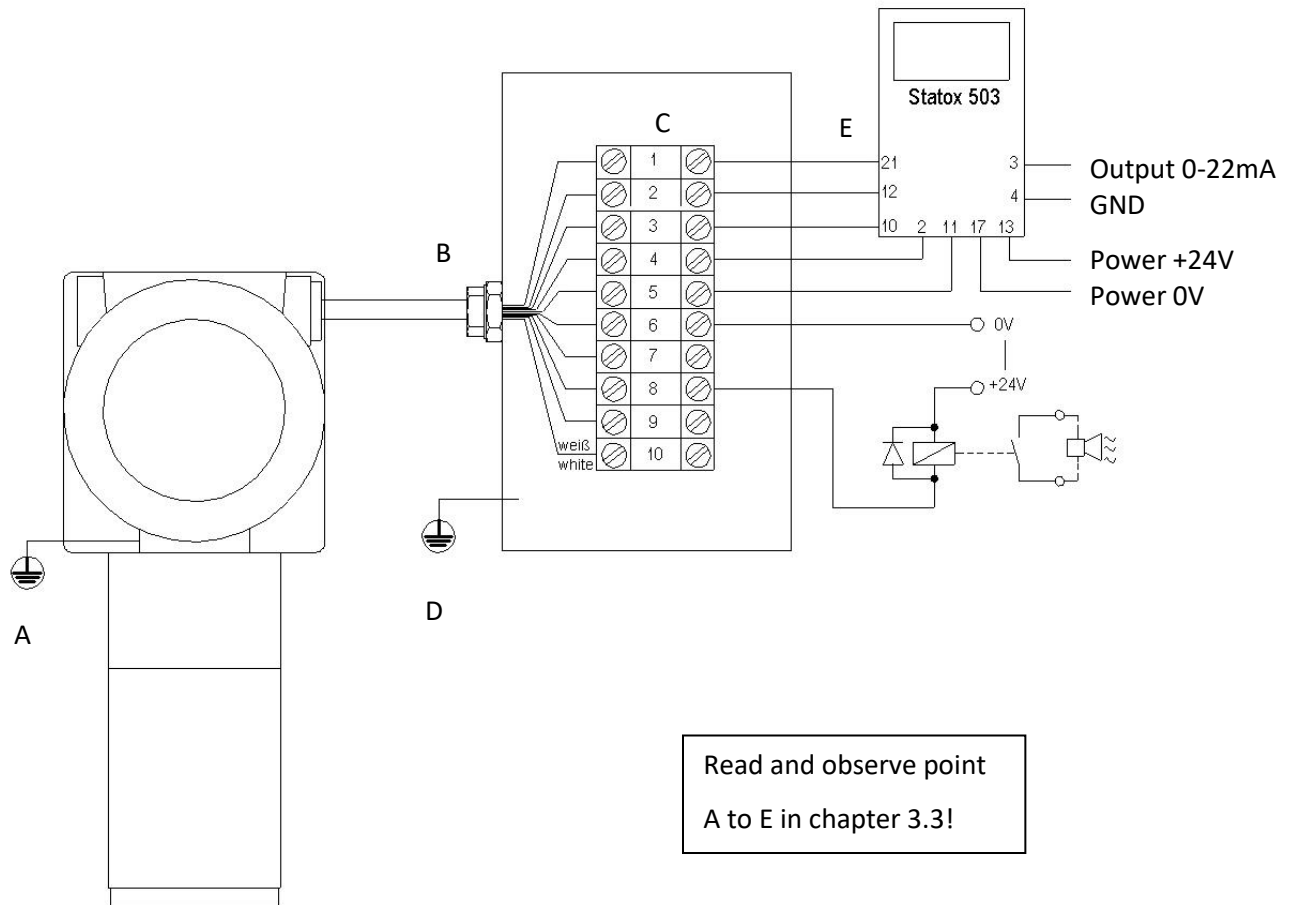 Statox 503
E
C
21
12
10 2 11 17 13
3
4
Output 0-22mA
GND
Power +24V
Power 0V
B
1
2
3
4
5
6
7
8
9
10
weiß
white
0V
+24V
A
D
Read and observe point
A to E in chapter 3.3!